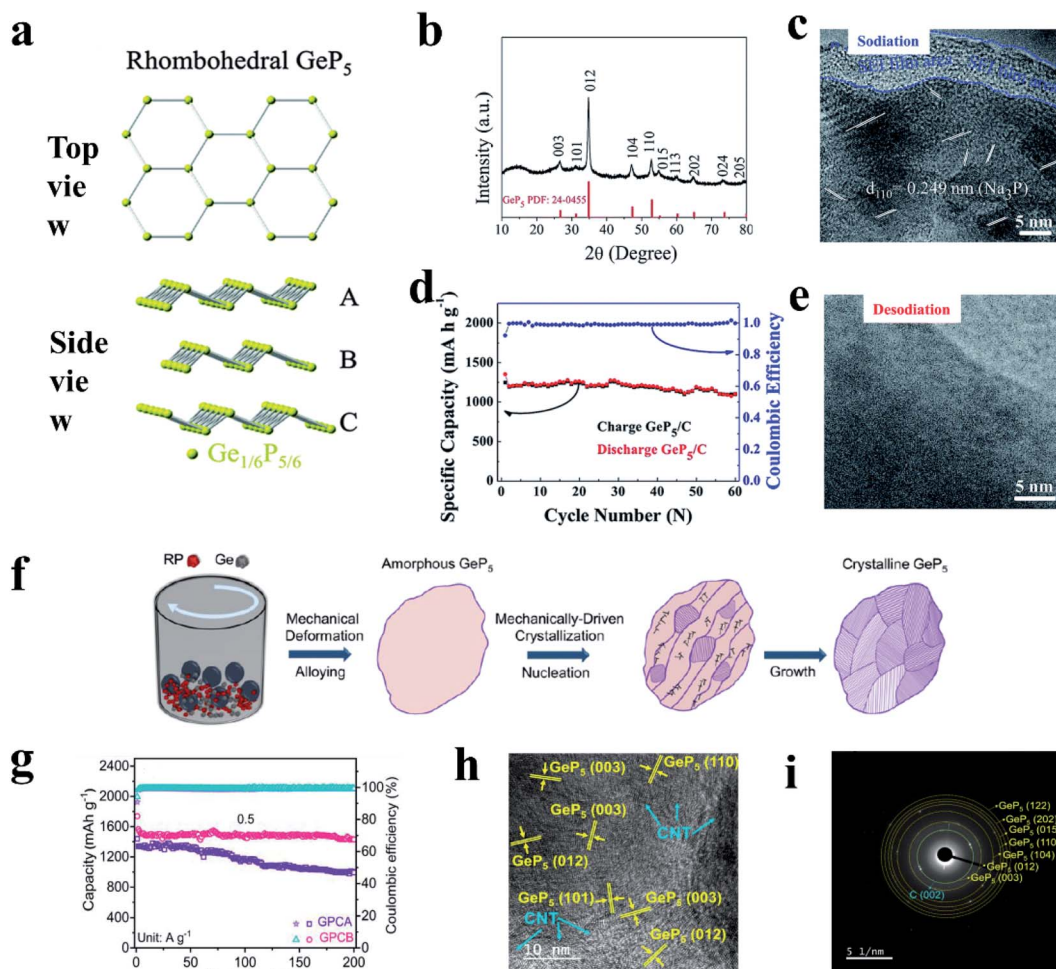 a
Rhombohedral GeP5
Top
vie
w
A
Side
vie
w
B
C
Ge1/6P5/6
b
Intensity (a.u.)
003
101
012
104
110
015
113
202
024
205
GeP5 PDF: 24-0455
10 20 30 40 50 60 70 80
2θ (Degree)
c
Sodiation
d110= 0.249 nm (Na3P)
5 nm
d
Specific Capacity (mA h g-1)
2000
1500
1000
500
0
1.0
0.8
0.6
0.4
0.2
0.0
Coulombic Efficiency
Charge GeP5/C
Discharge GeP5/C
0 10 20 30 40 50 60
Cycle Number (N)
e
Desodiation
5 nm
f
RP Ge
Mechanical
Deformation
Alloying
Amorphous GeP5
Mechanically-Driven
Crystallization
Nucleation
Growth
Crystalline GeP5
g
Capacity (mAh g-1)
2400
2000
1600
1200
800
400
0
0.5
GPCA
GPCB
Unit: A g-1
100
80
60
40
20
0
Coulombic efficiency (%)
0 50 100 150 200
h
GeP5 (003)
GeP5 (110)
GeP5 (003)
CNT
GeP5 (012)
GeP5 (101)
GeP5 (003)
CNT
GeP5 (012)
10 nm
i
GeP5 (122)
GeP5 (202)
GeP5 (015)
GeP5 (110)
GeP5 (104)
GeP5 (012)
GeP5 (003)
C (002)
5 1/nm